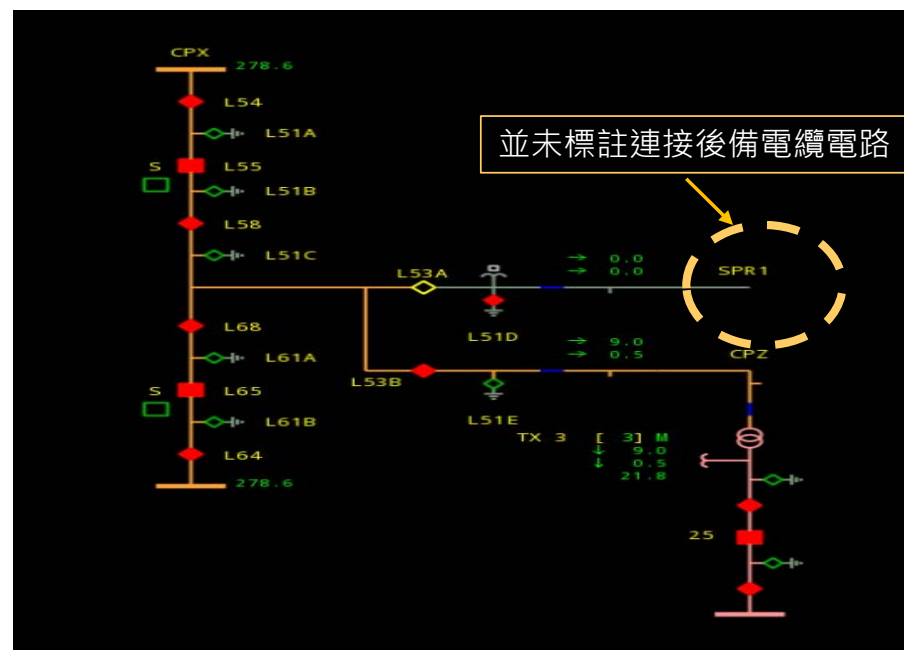 CPX
278.6
L54
L51A
S L55
L51B
L58
L51C
並未標註連接後備電纜電路
L53A
→ 0.0
→ 0.0
SPR1
L51D
L68
L61A
→ 9.0
→ 0.5
CPZ
L53B
S L65
L51E
L61B
TX 3 [ 3] M
↓ 9.0
↓ 0.5
21.8
L64
278.6
25